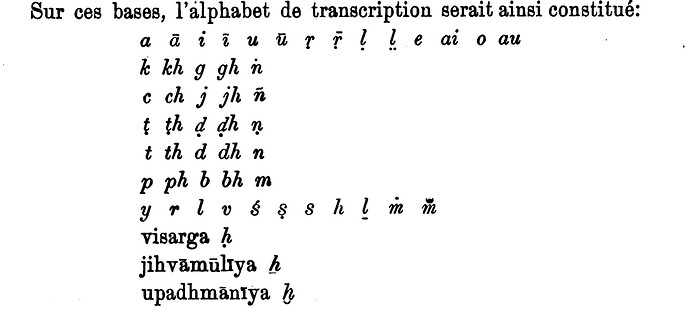 Sur ces bases, l'alphabet de transcription serait ainsi constitué:
a ā i ī u ū ṛ ṝ ḷ l̤ e ai o au
k kh g gh ṅ
c ch j jh ñ
ṭ ṭh ḍ ḍh ṇ
t th d dh n
p ph b bh m
y r l v ś ṣ s h ḻ ṁ m̐
visarga ḥ
jihvāmūlīya ẖ
upadhmānīya ḫ